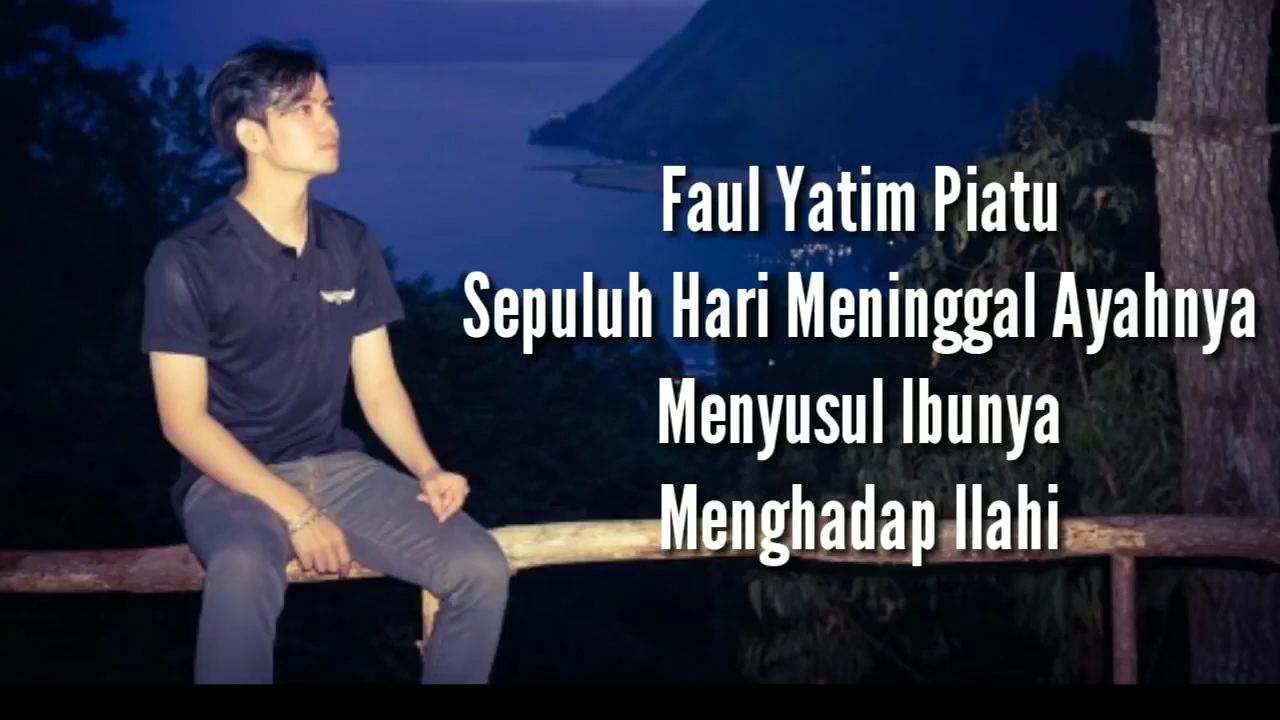 Faul Yatim Piatu
Sepuluh Hari Meninggal Ayahnya
Menyusul Ibunya
Menghadap Ilahi